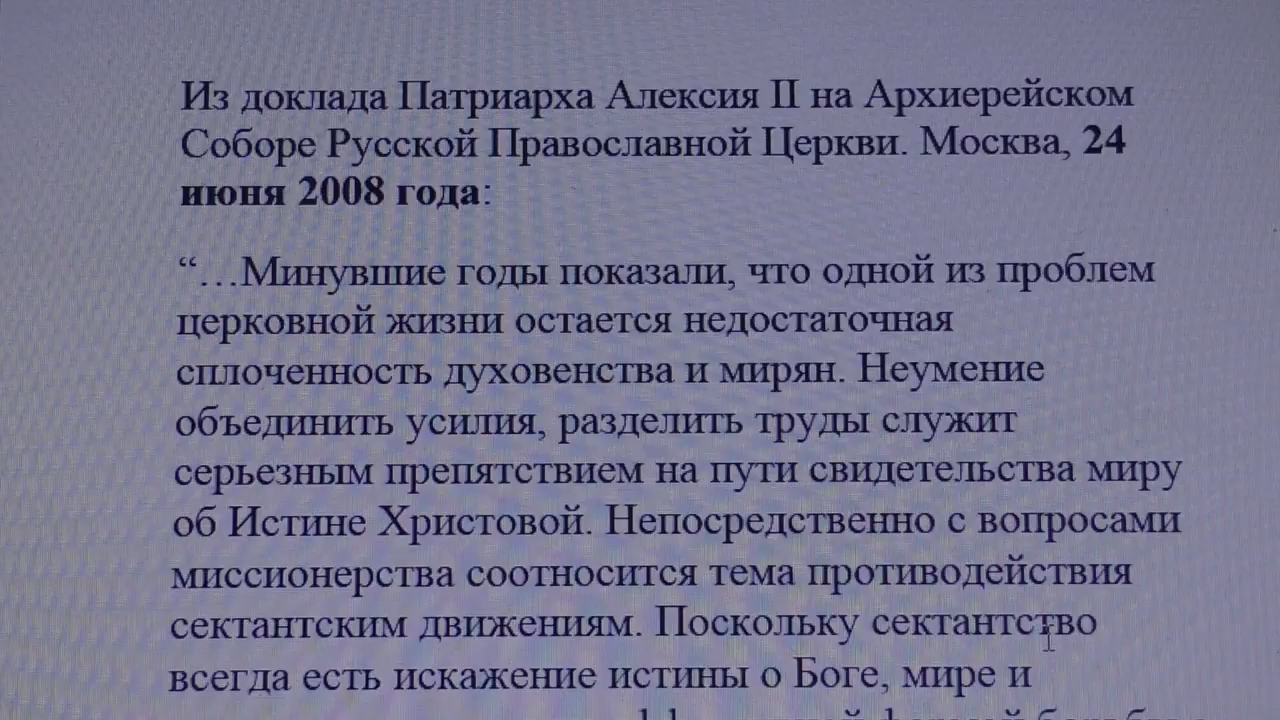 Из доклада Патриарха Алексия II на Архиерейском
Соборе Русской Православной Церкви. Москва, 24
июня 2008 года:
“…Минувшие годы показали, что одной из проблем
церковной жизни остается недостаточная
сплоченность духовенства и мирян. Неумение
объединить усилия, разделить труды служит
серьезным препятствием на пути свидетельства миру
об Истине Христовой. Непосредственно с вопросами
миссионерства соотносится тема противодействия
сектантским движениям. Поскольку сектантство
всегда есть искажение истины о Боге, мире и